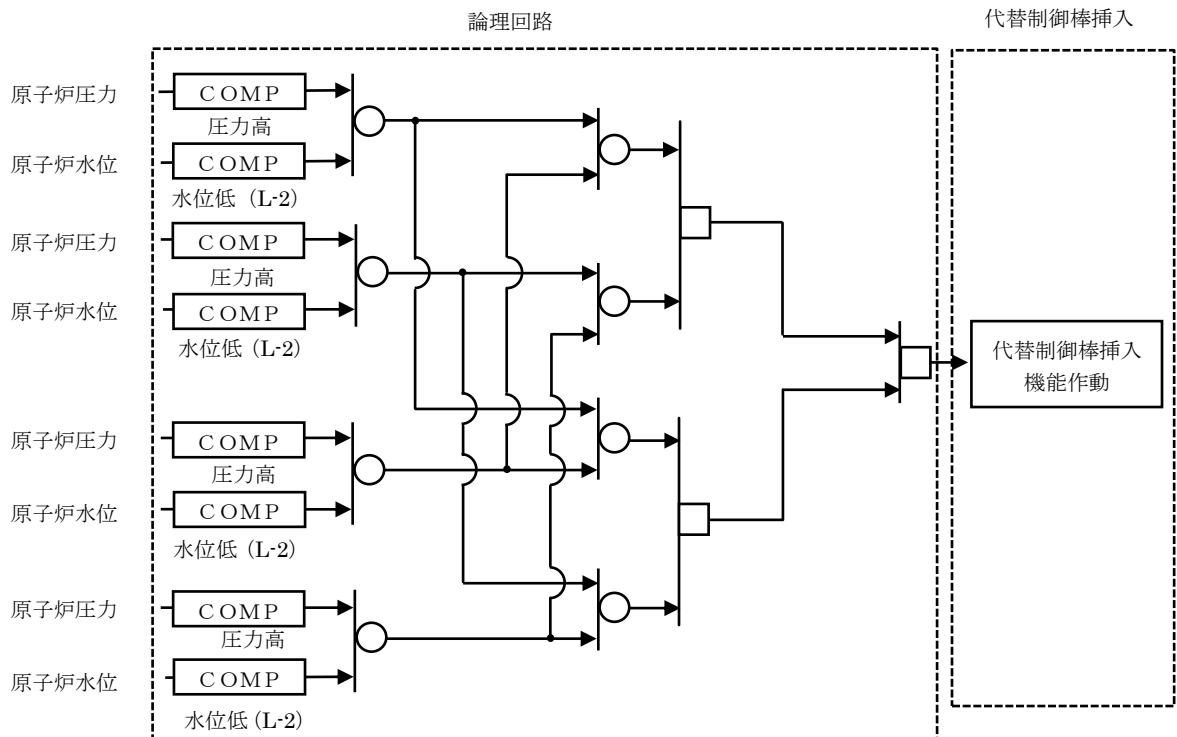 論理回路
代替制御棒挿入
原子炉圧力
COMP
圧力高
原子炉水位
COMP
水位低 (L-2)
原子炉圧力
COMP
圧力高
原子炉水位
COMP
水位低 (L-2)
代替制御棒挿入
機能作動
原子炉圧力
COMP
圧力高
原子炉水位
COMP
水位低 (L-2)
原子炉圧力
COMP
圧力高
原子炉水位
COMP
水位低 (L-2)